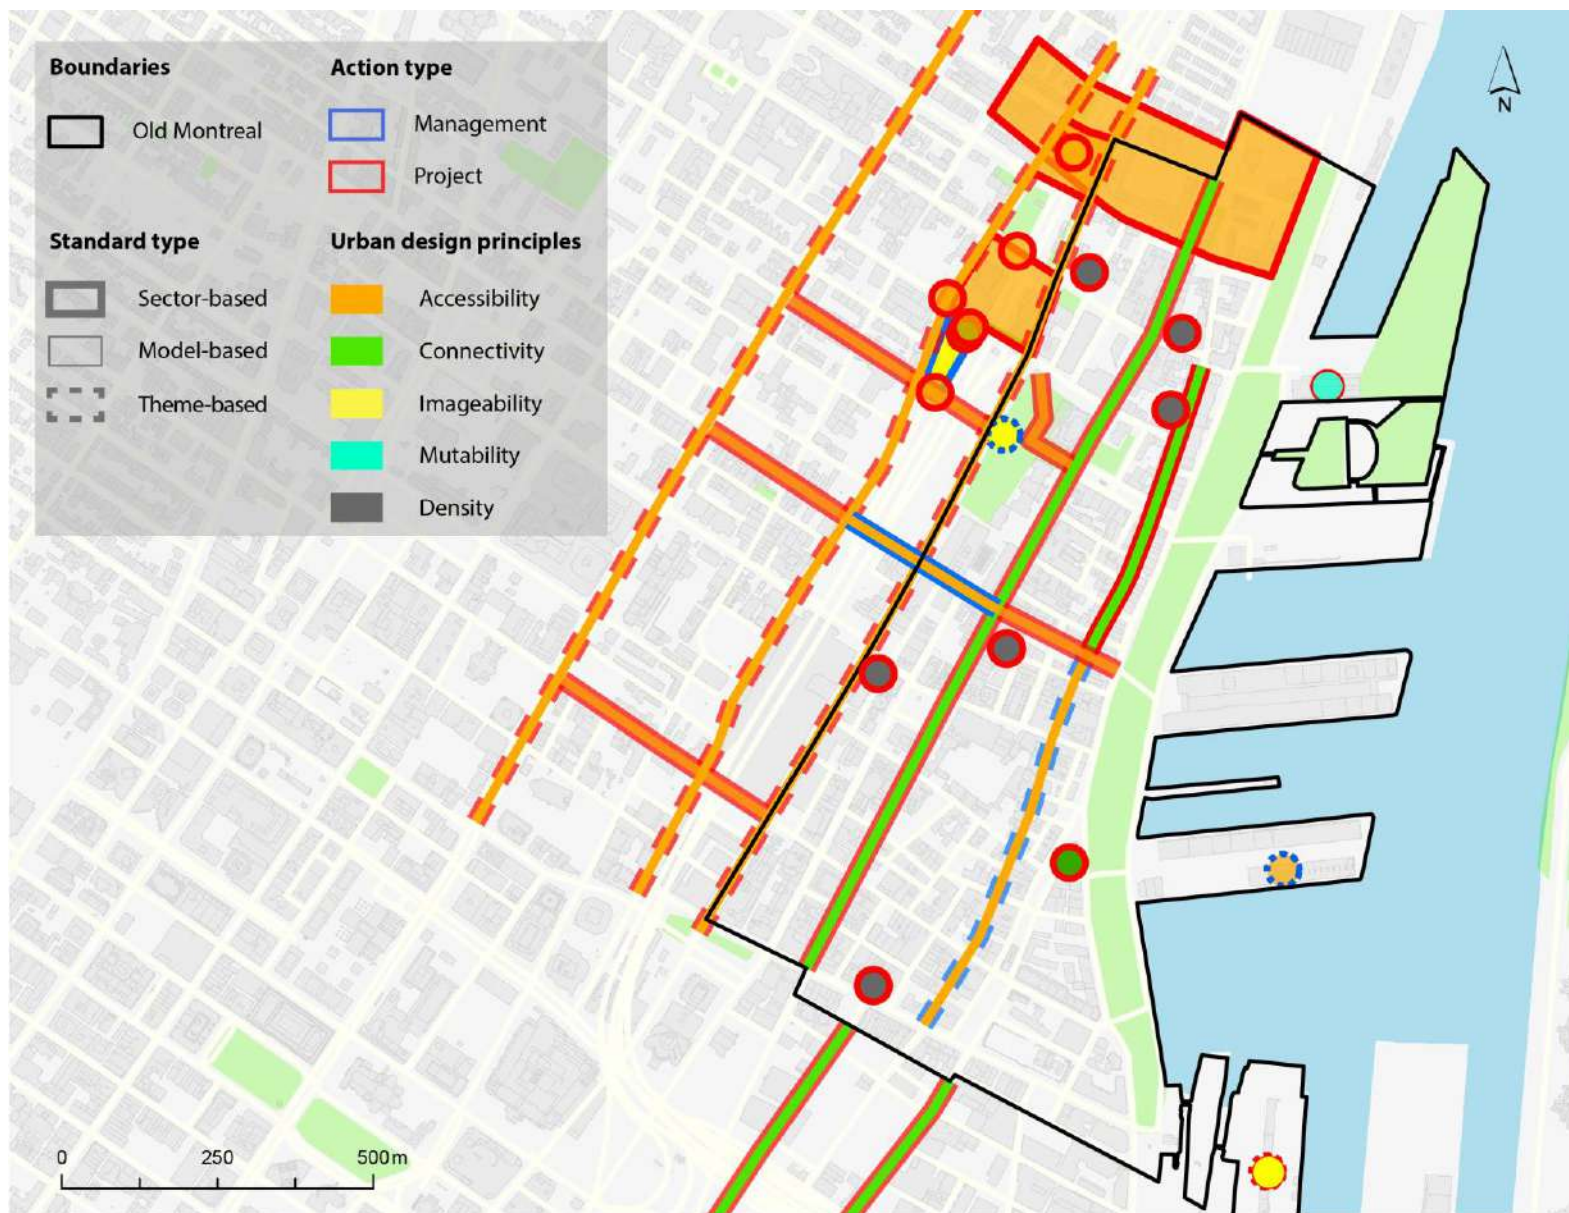 Boundaries
Old Montreal
Action type
Management
Project
Standard type
Sector-based
Model-based
Theme-based
Urban design principles
Accessibility
Connectivity
Imageability
Mutability
Density
N
0 250 500m